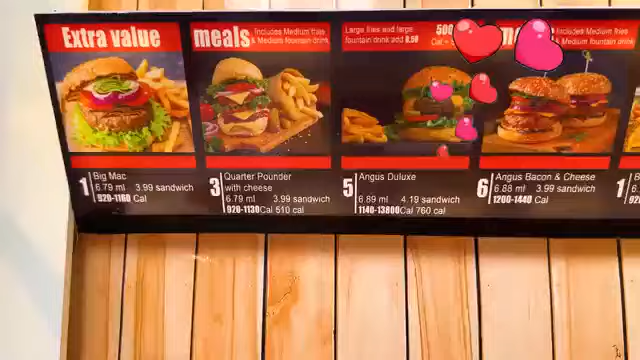 Extra value meals
Includes Medium fries
& Medium fountain drink
Large fries and large
fountain drink add 0.50
500
Cal -
Includes Medium fries
& Medium fountain drink
1 Big Mac
6.79 ml 3.99 sandwich
520-1160 Cal
3 Quarter Pounder
with cheese
6.79 ml 3.99 sandwich
920-1130Cal 510 cal
5 Angus Duluxe
6.89 ml 4.19 sandwich
1140-13800Cal 760 cal
6 Angus Bacon & Cheese
6.88 ml 3.99 sandwich
1200-1440 Cal
1